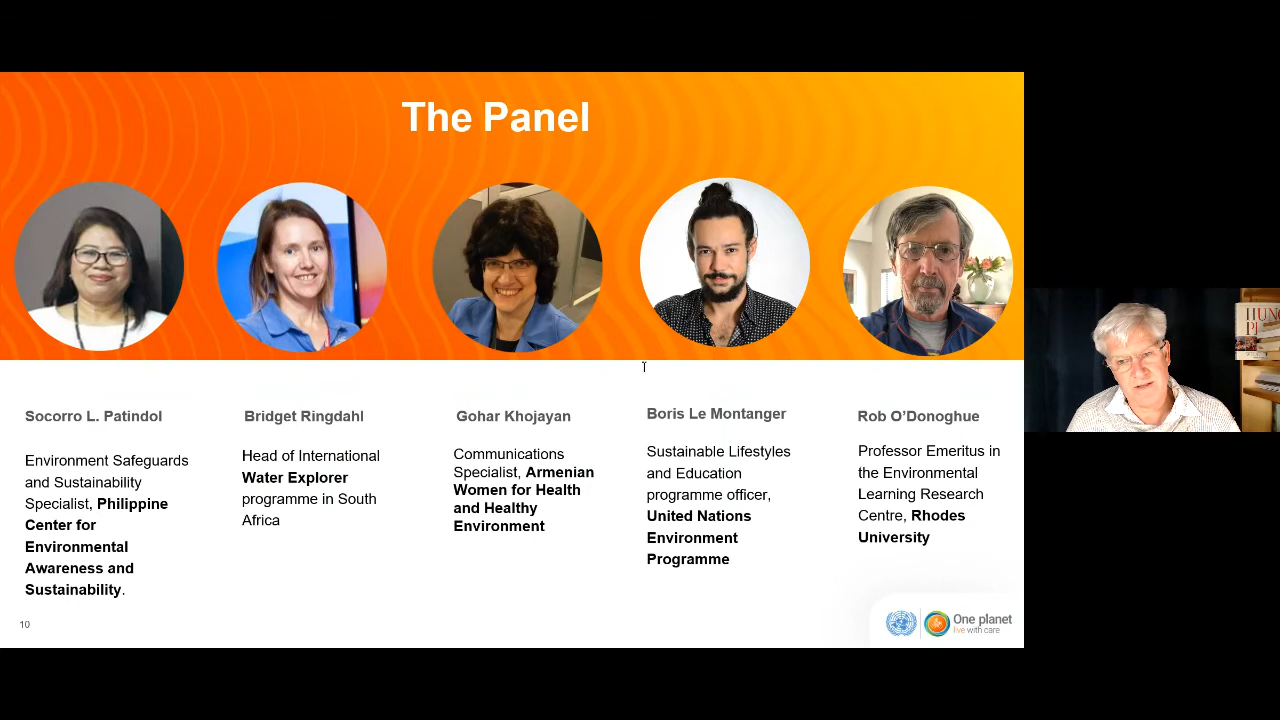 The Panel
Socorro L. Patindol
Environment Safeguards
and Sustainability
Specialist, Philippine
Center for
Environmental
Awareness and
Sustainability.
Bridget Ringdahl
Head of International
Water Explorer
programme in South
Africa
Gohar Khojayan
Communications
Specialist, Armenian
Women for Health
and Healthy
Environment
Boris Le Montanger
Sustainable Lifestyles
and Education
programme officer,
United Nations
Environment
Programme
Rob O’Donoghue
Professor Emeritus in
the Environmental
Learning Research
Centre, Rhodes
University
10
One planet
live with care